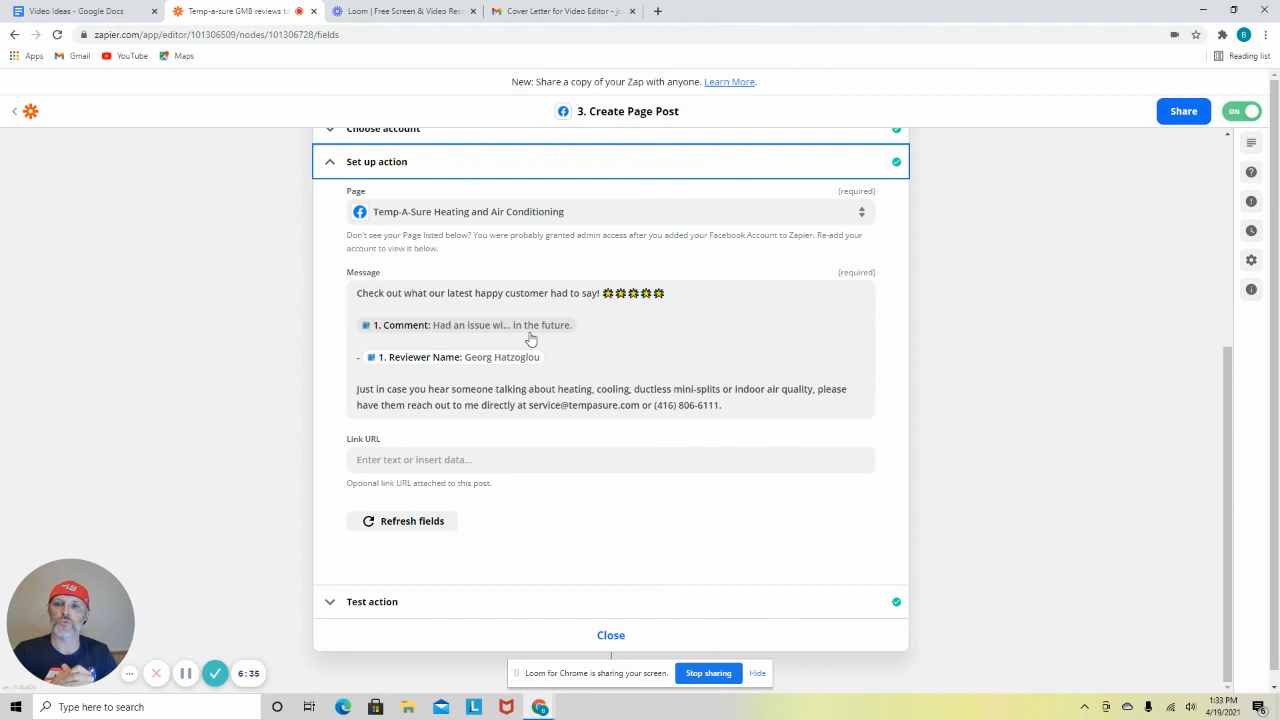 Video Ideas - Google Docs
Temp-a-sure GMB reviews to
Loom | Free Screen & Video Rec
Cover Letter for Video Editor - jo
zapier.com/app/editor/101306509/nodes/101306728/fields
Apps
Gmail
YouTube
Maps
Reading list
B
New: Share a copy of your Zap with anyone. Learn More.
3. Create Page Post
Share
ON
Choose account
Set up action
Page
(required)
Temp-A-Sure Heating and Air Conditioning
Don't see your Page listed below? You were probably granted admin access after you added your Facebook Account to Zapier. Re-add your
account to view it below.
Message
(required)
Check out what our latest happy customer had to say!
1. Comment: Had an issue wi... in the future.
- 1. Reviewer Name: Georg Hatzoglou
Just in case you hear someone talking about heating, cooling, ductless mini-splits or indoor air quality, please
have them reach out to me directly at service@tempasure.com or (416) 806-6111.
Link URL
Enter text or insert data...
Optional link URL attached to this post.
Refresh fields
Test action
Close
6:35
Loom for Chrome is sharing your screen.
Stop sharing
Hide
Type here to search
L
1:33 PM
4/19/2021
6